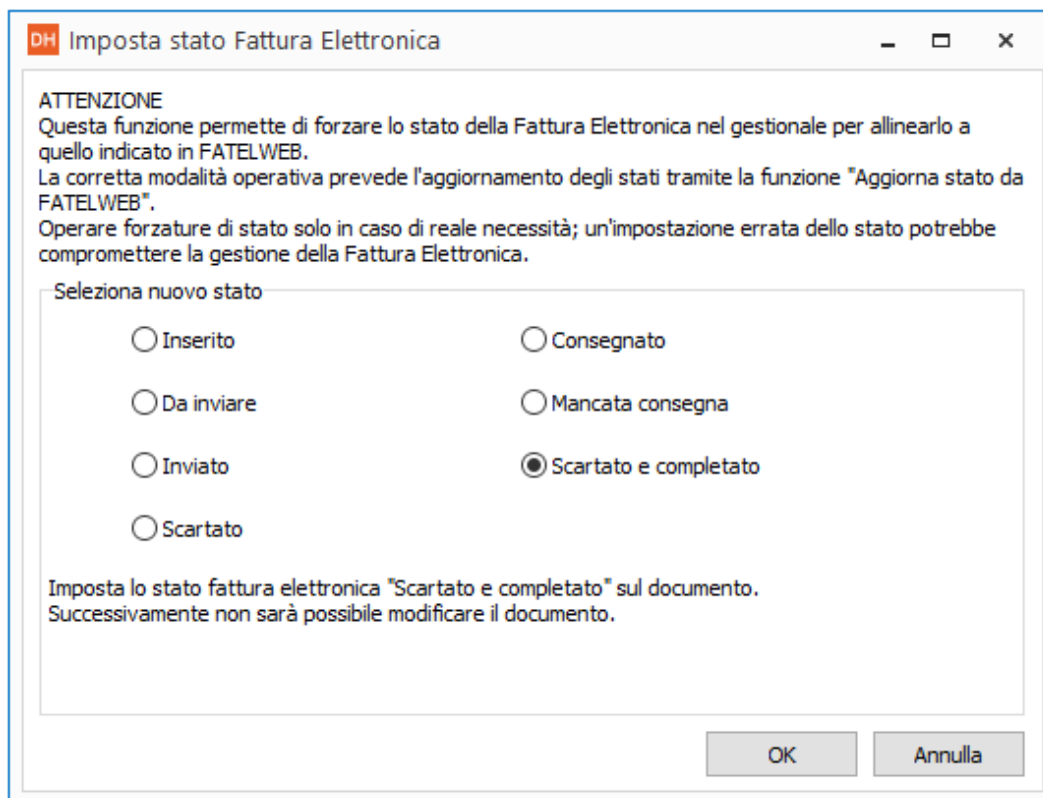 DH Imposta stato Fattura Elettronica
ATTENZIONE
Questa funzione permette di forzare lo stato della Fattura Elettronica nel gestionale per allinearlo a
quello indicato in FATELWEB.
La corretta modalità operativa prevede l'aggiornamento degli stati tramite la funzione "Aggiorna stato da
FATELWEB".
Operare forzature di stato solo in caso di reale necessità; un'impostazione errata dello stato potrebbe
compromettere la gestione della Fattura Elettronica.
Seleziona nuovo stato
Inserito
Consegnato
Da inviare
Mancata consegna
Inviato
Scartato e completato
Scartato
Imposta lo stato fattura elettronica "Scartato e completato" sul documento.
Successivamente non sarà possibile modificare il documento.
OK
Annulla